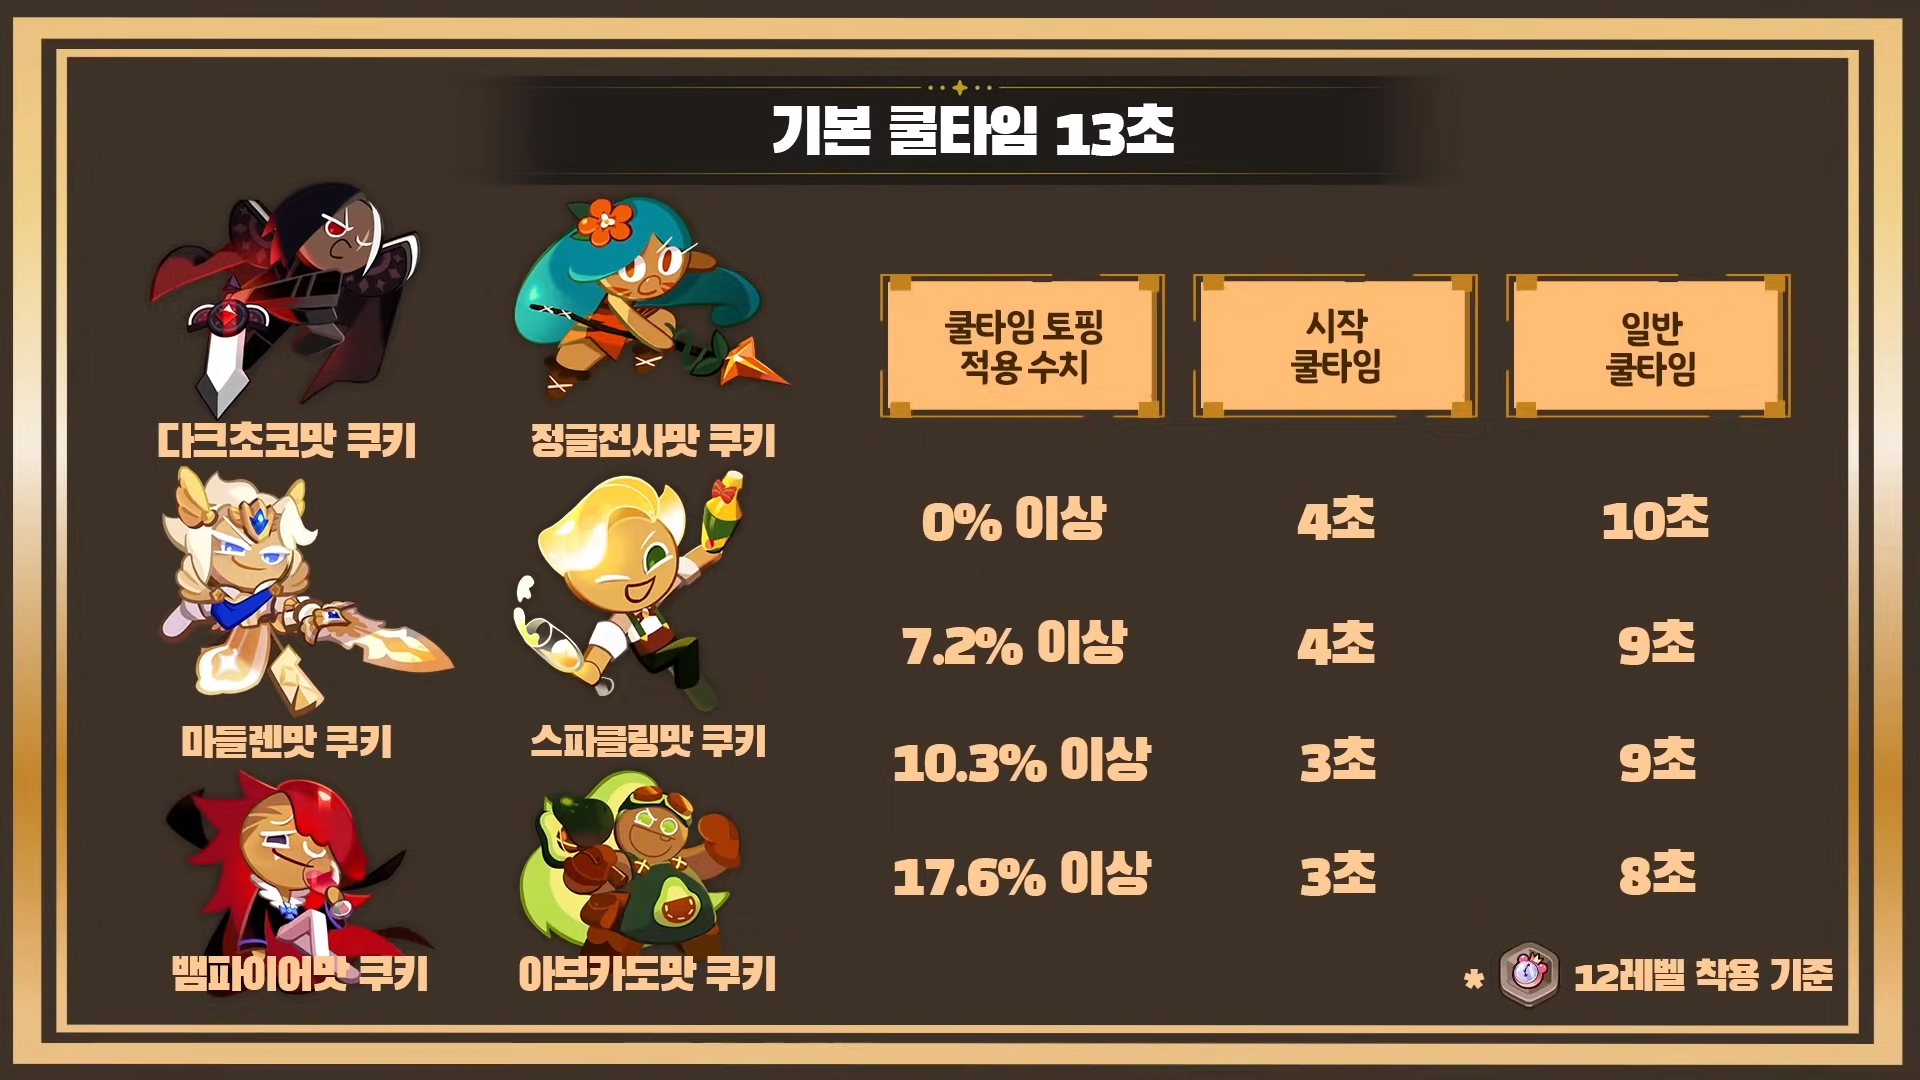 기본 쿨타임 13초
다크초코맛 쿠키
정글전사맛 쿠키
마들렌맛 쿠키
스파클링맛 쿠키
뱀파이어맛 쿠키
아보카도맛 쿠키
쿨타임 토핑
적용 수치
시작
쿨타임
일반
쿨타임
0% 이상
4초
10초
7.2% 이상
4초
9초
10.3% 이상
3초
9초
17.6% 이상
3초
8초
* 12레벨 착용 기준